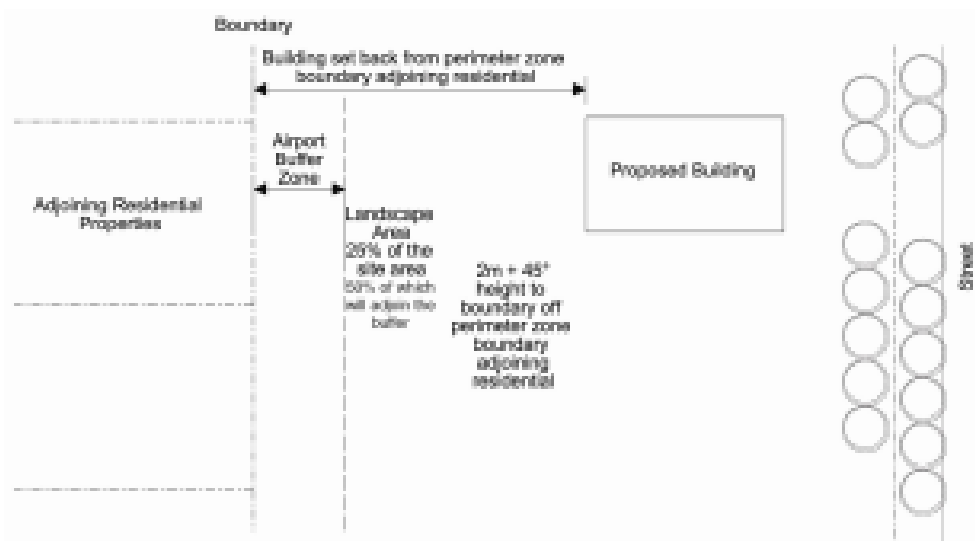 Boundary
Building set back from perimeter zone
boundary adjoining residential
Airport
Buffer
Zone
Proposed Building
Adjoining Residential
Properties
Landscape
Area
25% of the
site area
50% of which
will adjoin the
buffer
2m + 45°
height to
boundary off
perimeter zone
boundary
adjoining
residential
Street